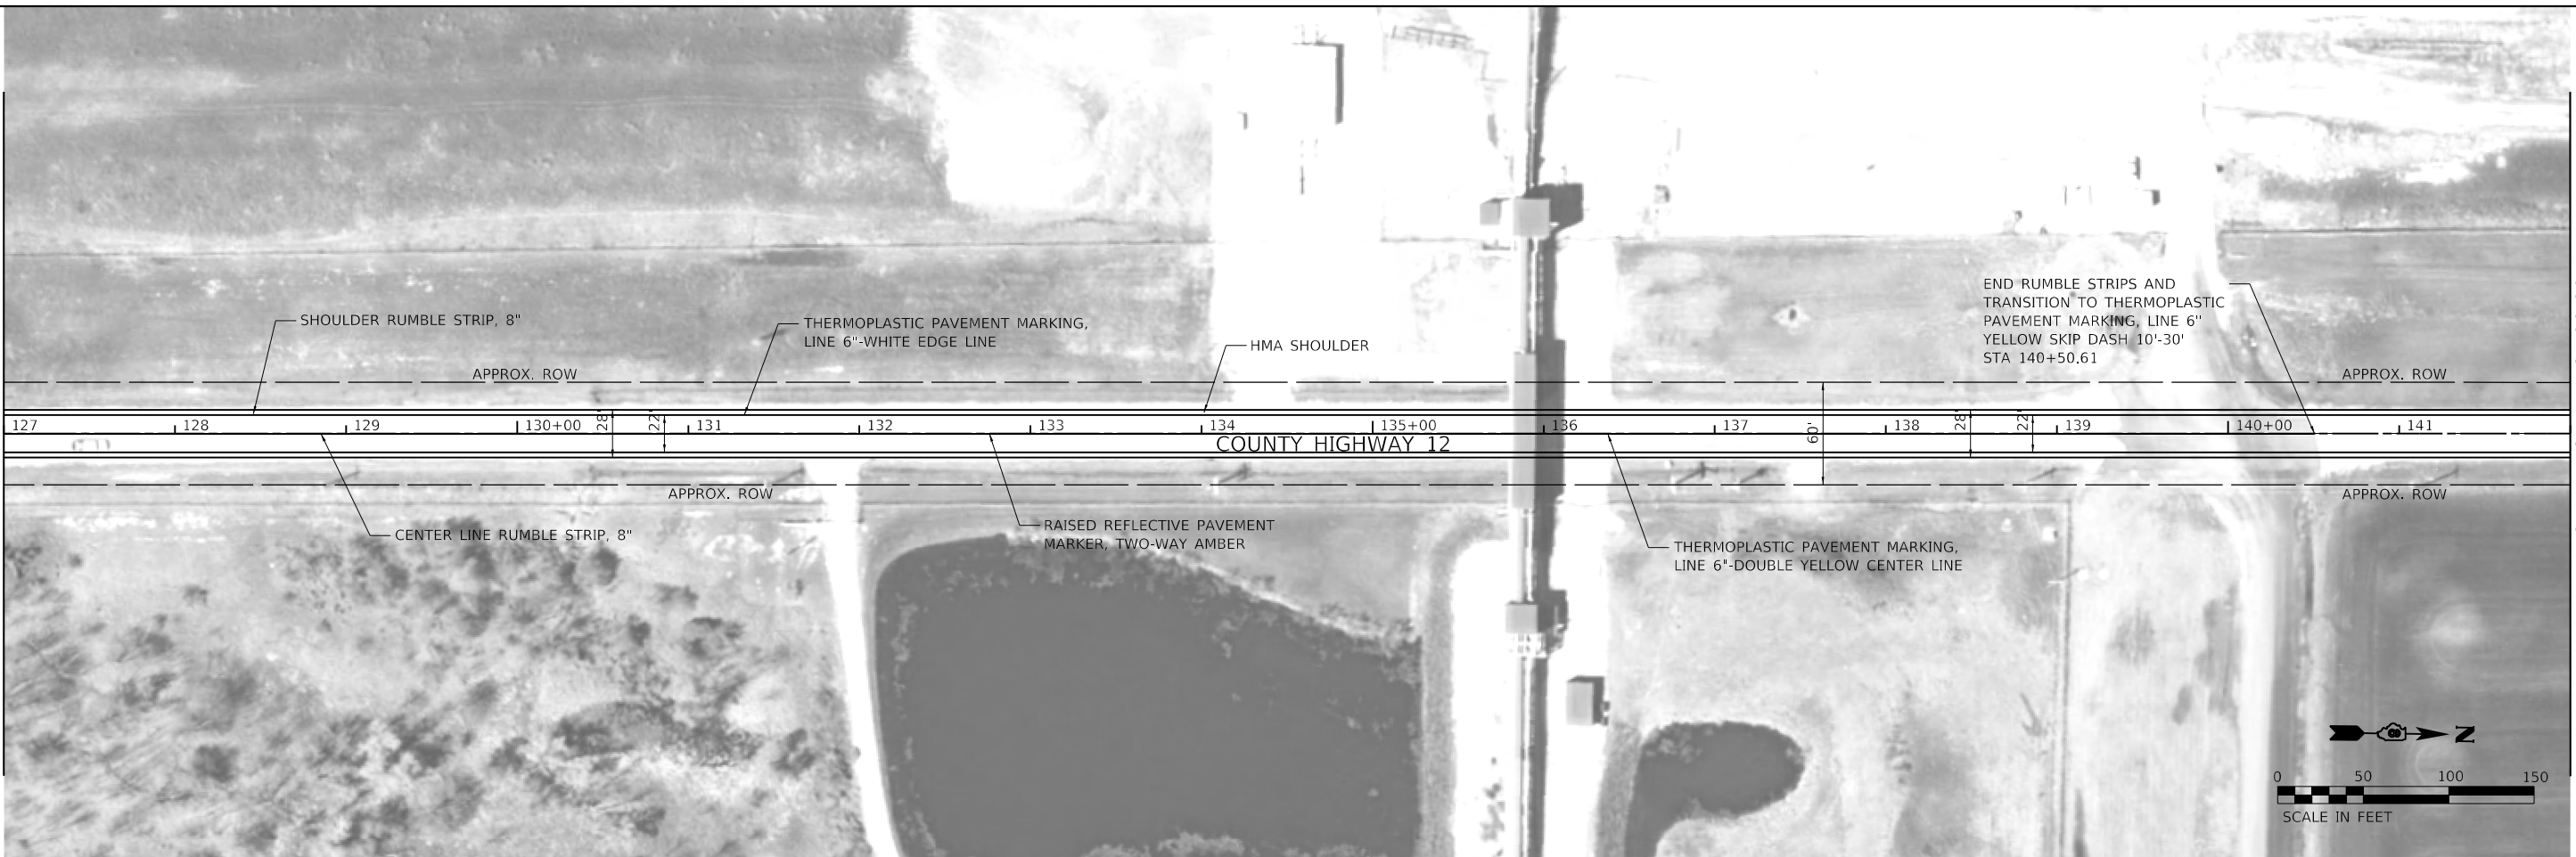 SHOULDER RUMBLE STRIP, 8"
THERMOPLASTIC PAVEMENT MARKING,
LINE 6"-WHITE EDGE LINE
HMA SHOULDER
END RUMBLE STRIPS AND
TRANSITION TO THERMOPLASTIC
PAVEMENT MARKING, LINE 6"
YELLOW SKIP DASH 10'-30'
STA 140+50.61
APPROX. ROW
APPROX. ROW
127 128 129 130+00 28' 22' 131 132 133 134 135+00 136 137 60' 138 28' 22' 139 140+00 141
COUNTY HIGHWAY 12
APPROX. ROW
APPROX. ROW
CENTER LINE RUMBLE STRIP, 8"
RAISED REFLECTIVE PAVEMENT
MARKER, TWO-WAY AMBER
THERMOPLASTIC PAVEMENT MARKING,
LINE 6"-DOUBLE YELLOW CENTER LINE
N
0 50 100 150
SCALE IN FEET